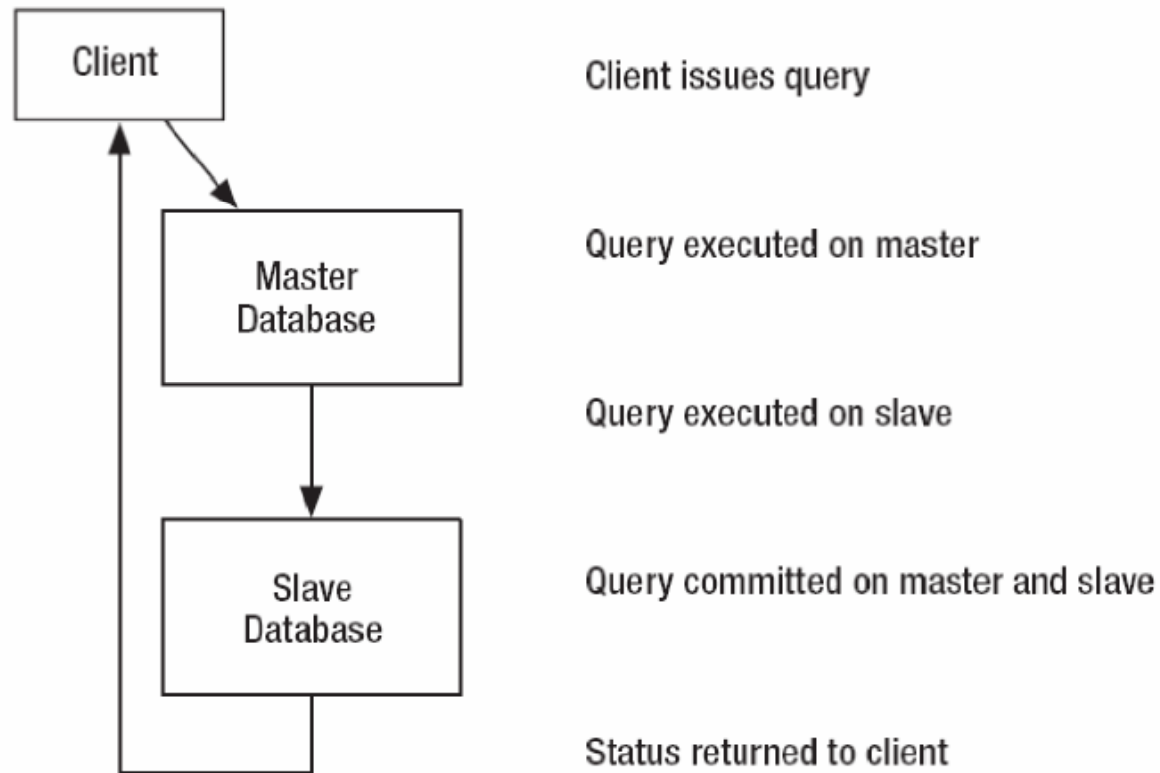 Client
Client issues query
Query executed on master
Master
Database
Query executed on slave
Slave
Database
Query committed on master and slave
Status returned to client